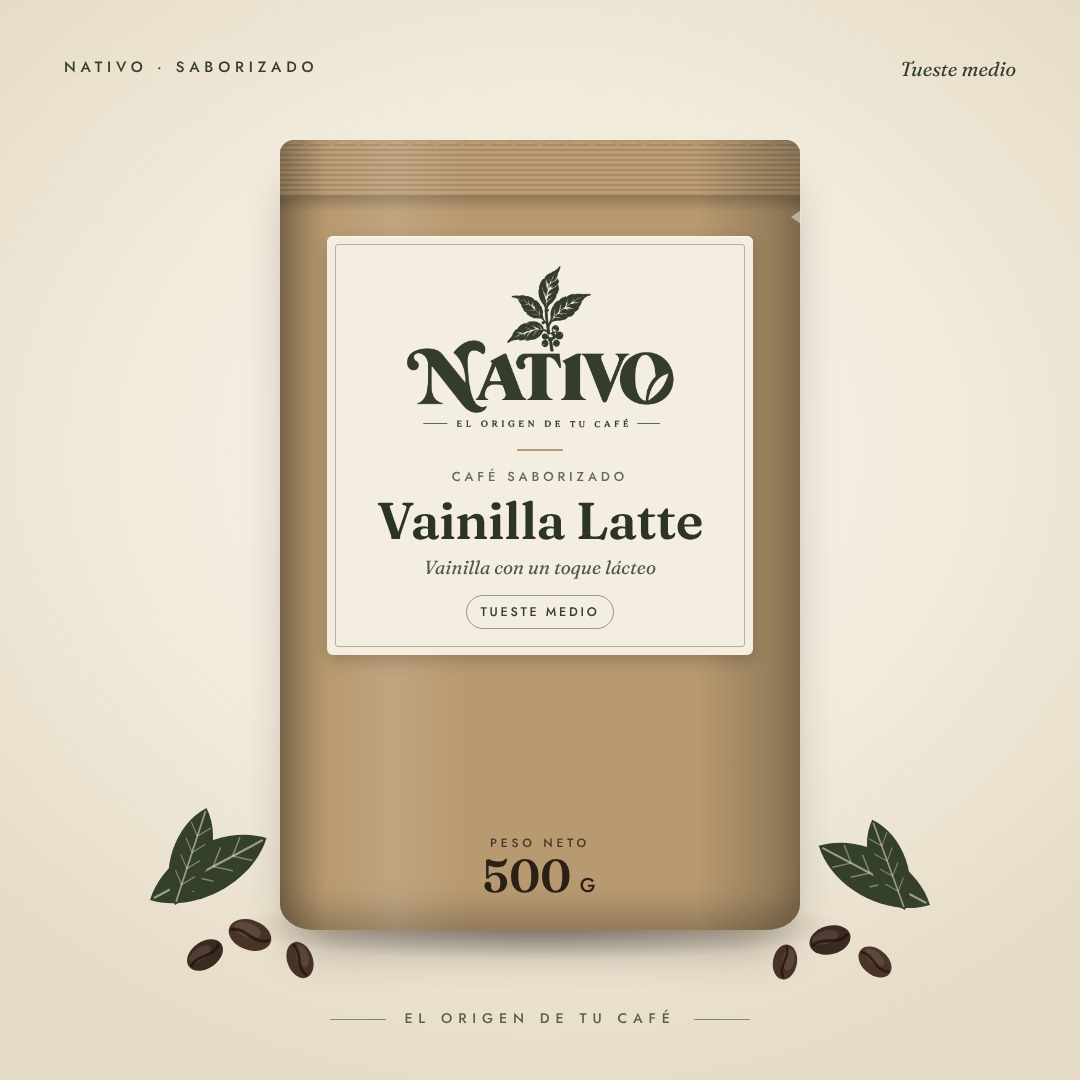 NATIVO · SABORIZADO
Tueste medio
NATIVO
EL ORIGEN DE TU CAFÉ
CAFÉ SABORIZADO
Vainilla Latte
Vainilla con un toque lácteo
TUESTE MEDIO
PESO NETO
500 G
EL ORIGEN DE TU CAFÉ